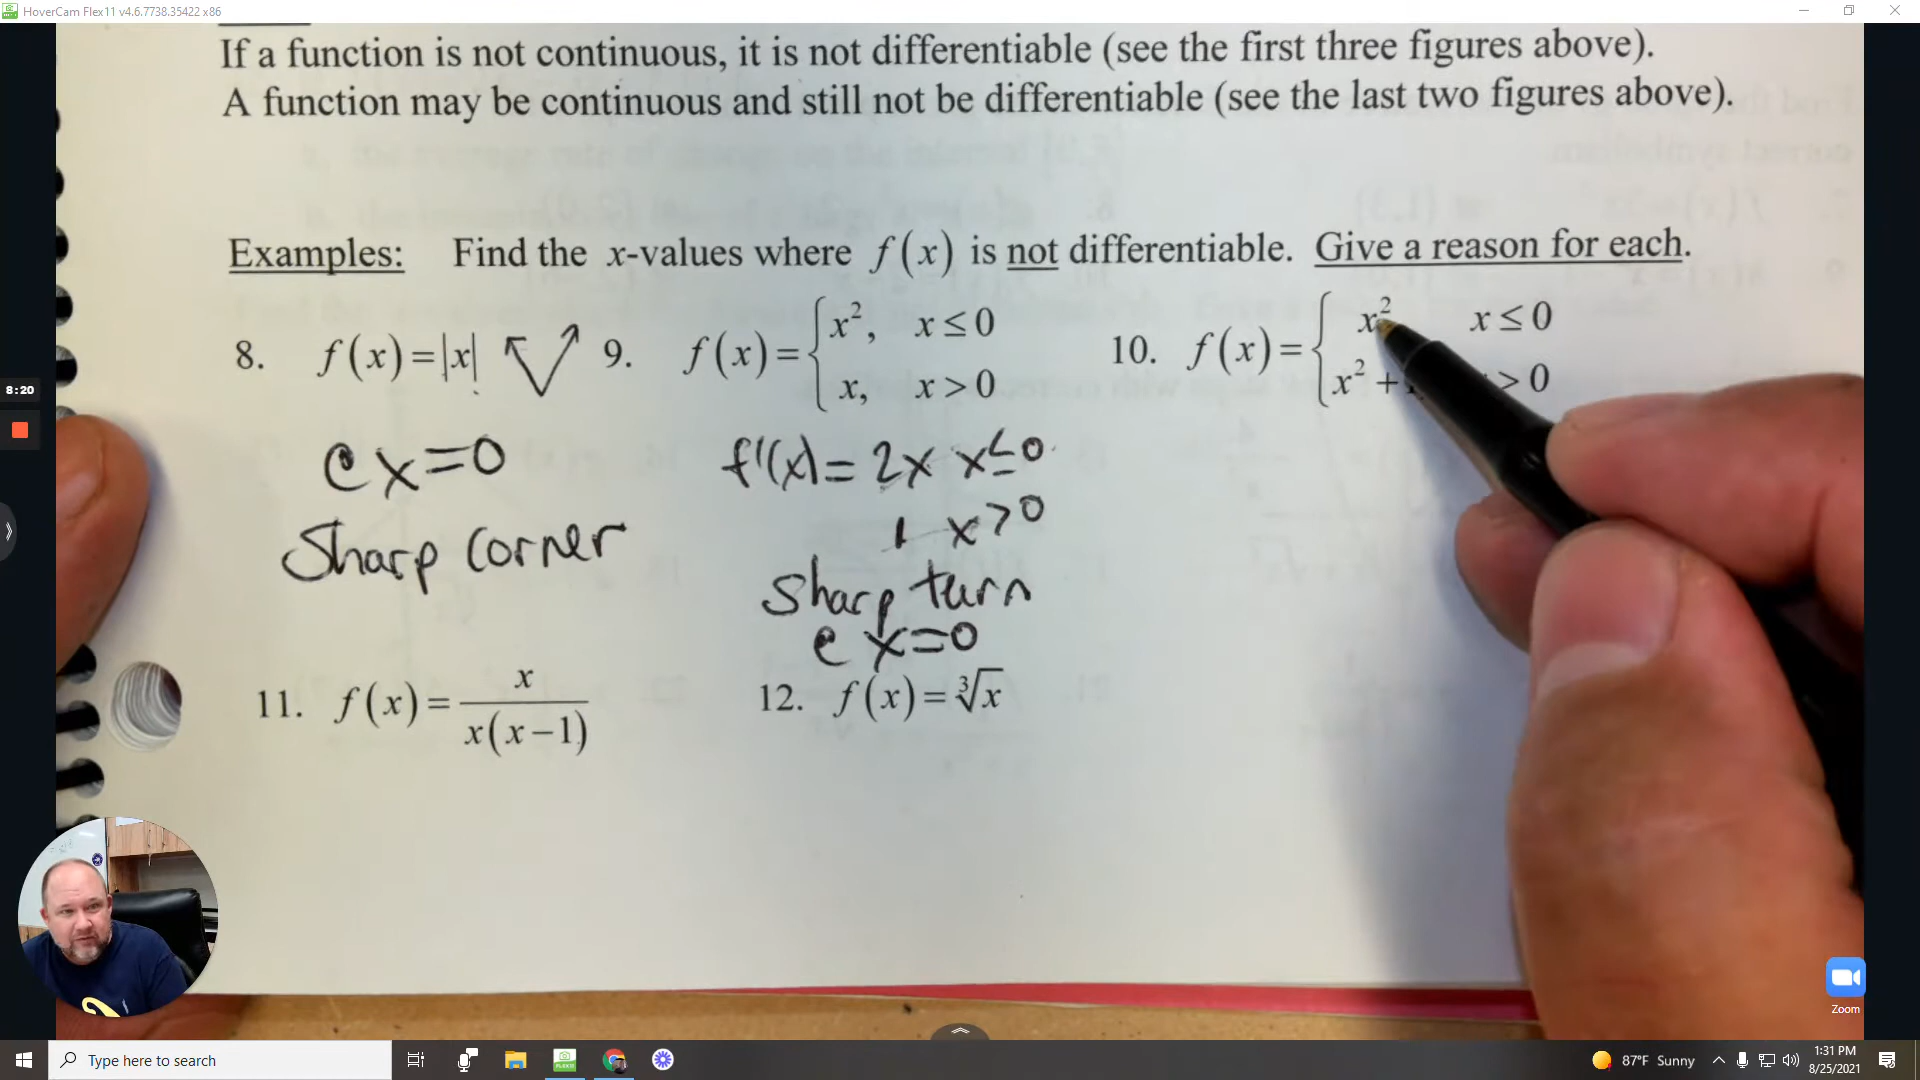 HoverCam Flex11 v4.6.7738.35422 x86
If a function is not continuous, it is not differentiable (see the first three figures above).
A function may be continuous and still not be differentiable (see the last two figures above).
Examples: Find the x-values where f(x) is not differentiable. Give a reason for each.
8. f(x)=|x|
@ x=0
Sharp corner
9. f(x)={x², x≤0
x, x>0
f'(x)= 2x x≤0
1 x>0
Sharp turn
@ x=0
10. f(x)={x² x≤0
x²+ >0
11. f(x)= x
x(x−1)
12. f(x)=∛x
8:20
Zoom
Type here to search
FLEX11
87°F Sunny
1:31 PM
8/25/2021